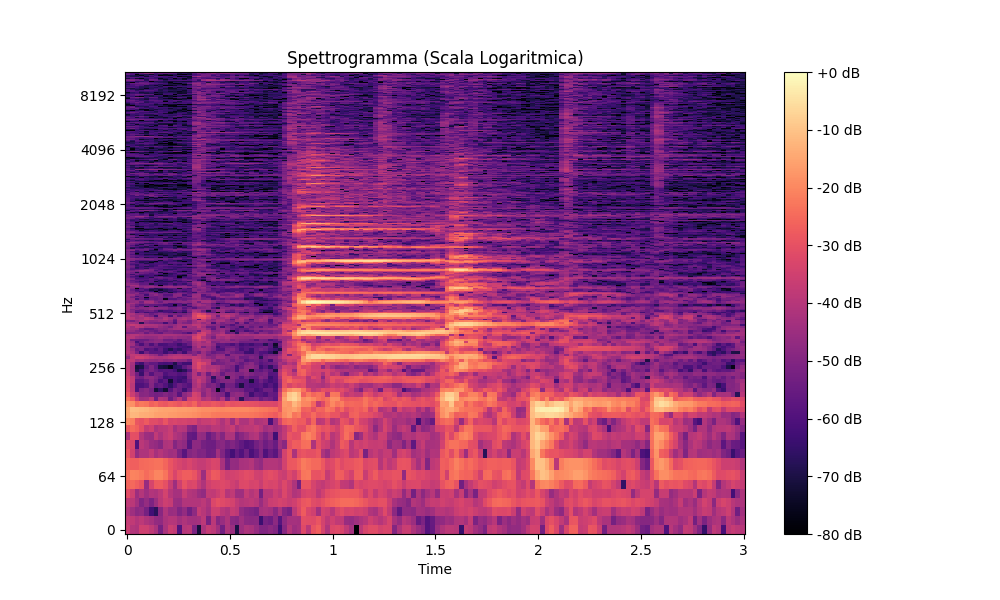 Spettrogramma (Scala Logaritmica)
8192
4096
2048
1024
512
256
128
64
0
Hz
0
0.5
1
1.5
2
2.5
3
Time
+0 dB
-10 dB
-20 dB
-30 dB
-40 dB
-50 dB
-60 dB
-70 dB
-80 dB